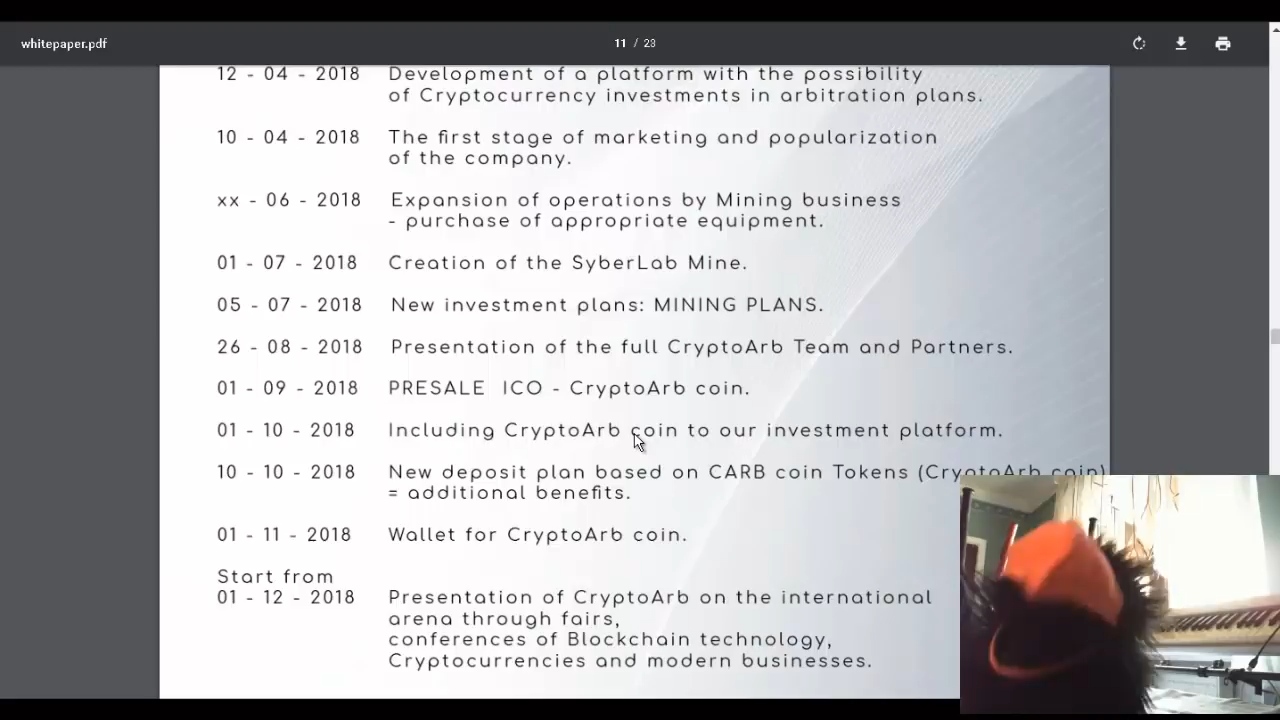 whitepaper.pdf
11 / 23
12 - 04 - 2018 Development of a platform with the possibility
of Cryptocurrency investments in arbitration plans.
10 - 04 - 2018 The first stage of marketing and popularization
of the company.
xx - 06 - 2018 Expansion of operations by Mining business
- purchase of appropriate equipment.
01 - 07 - 2018 Creation of the SyberLab Mine.
05 - 07 - 2018 New investment plans: MINING PLANS.
26 - 08 - 2018 Presentation of the full CryptoArb Team and Partners.
01 - 09 - 2018 PRESALE ICO - CryptoArb coin.
01 - 10 - 2018 Including CryptoArb coin to our investment platform.
10 - 10 - 2018 New deposit plan based on CARB coin Tokens (CryptoArb coin)
= additional benefits.
01 - 11 - 2018 Wallet for CryptoArb coin.
Start from
01 - 12 - 2018 Presentation of CryptoArb on the international
arena through fairs,
conferences of Blockchain technology,
Cryptocurrencies and modern businesses.